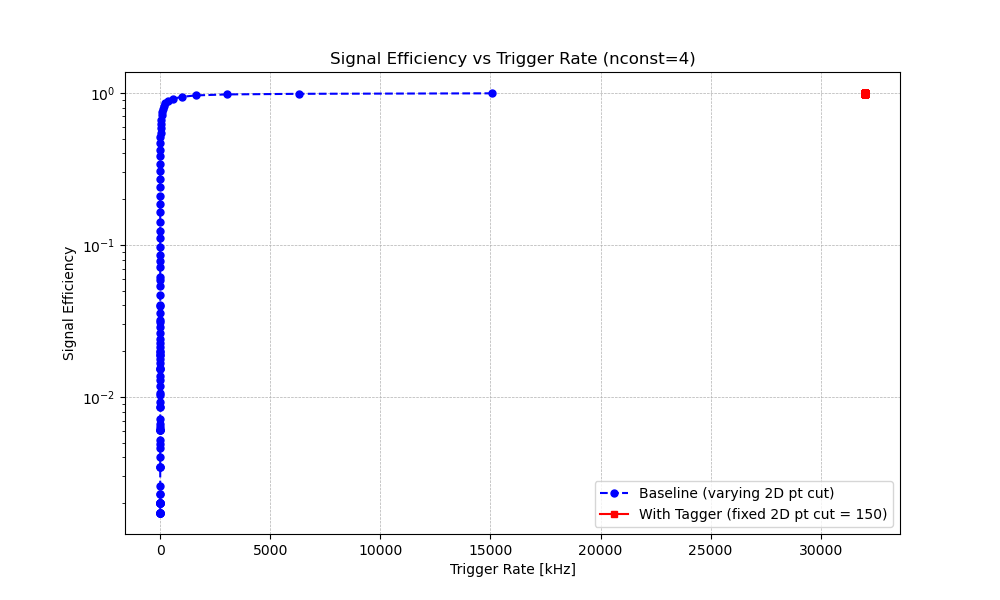 Signal Efficiency vs Trigger Rate (nconst=4)
Signal Efficiency
10⁰
10⁻¹
10⁻²
Baseline (varying 2D pt cut)
With Tagger (fixed 2D pt cut = 150)
0 5000 10000 15000 20000 25000 30000
Trigger Rate [kHz]